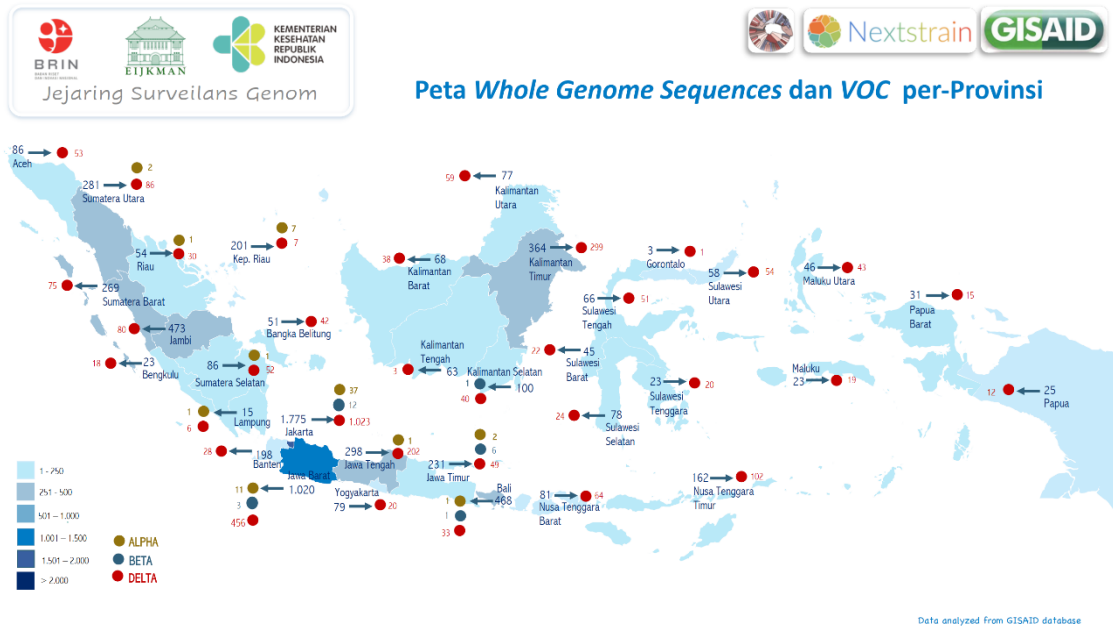 BRIN
BADAN RISET
DAN INOVASI NASIONAL
EIJKMAN
KEMENTERIAN
KESEHATAN
REPUBLIK
INDONESIA
Jejaring Surveilans Genom
Nextstrain
GISAID
Peta Whole Genome Sequences dan VOC per-Provinsi
86 53
Aceh
2
281 86
Sumatera Utara
1
54 30
Riau
7
201 7
Kep. Riau
75 269
Sumatera Barat
80 473
Jambi
18 23
Bengkulu
51 42
Bangka Belitung
1
86 52
Sumatera Selatan
1 15
Lampung
6
37
12
1.775 1.023
Jakarta
28 198
Banten
Jawa Barat
11 1.020
3
456
1
298 202
Jawa Tengah
Yogyakarta
79 20
2
6
231 49
Jawa Timur
Bali
1 468
1
33
59 77
Kalimantan
Utara
38 68
Kalimantan
Barat
364 299
Kalimantan
Timur
Kalimantan
Tengah
3 63
Kalimantan Selatan
1 100
40
3 1
Gorontalo
58 54
Sulawesi
Utara
66 51
Sulawesi
Tengah
22 45
Sulawesi
Barat
23 20
Sulawesi
Tenggara
24 78
Sulawesi
Selatan
81 64
Nusa Tenggara
Barat
162 102
Nusa Tenggara
Timur
46 43
Maluku Utara
Maluku
23 19
31 15
Papua
Barat
12 25
Papua
1 - 250
251 - 500
501 – 1.000
1.001 – 1.500
1.501 – 2.000
> 2.000
ALPHA
BETA
DELTA
Data analyzed from GISAID database